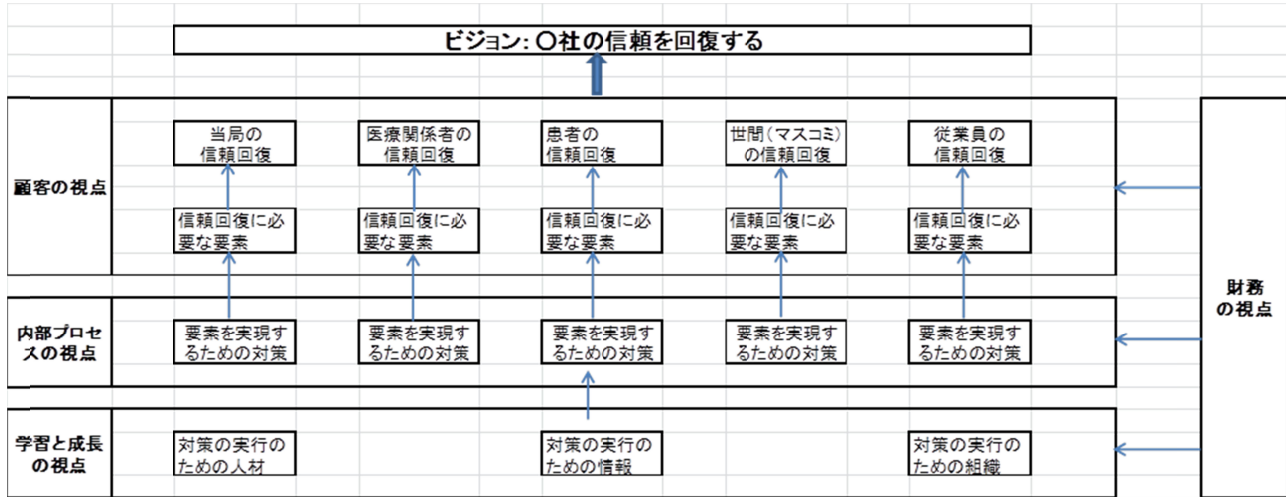 ビジョン：〇社の信頼を回復する
顧客の視点
当局の
信頼回復
医療関係者の
信頼回復
患者の
信頼回復
世間（マスコミ）
の信頼回復
従業員の
信頼回復
信頼回復に必
要な要素
信頼回復に必
要な要素
信頼回復に必
要な要素
信頼回復に必
要な要素
信頼回復に必
要な要素
内部プロセ
スの視点
要素を実現す
るための対策
要素を実現す
るための対策
要素を実現す
るための対策
要素を実現す
るための対策
要素を実現す
るための対策
学習と成長
の視点
対策の実行の
ための人材
対策の実行の
ための情報
対策の実行の
ための組織
財務
の視点